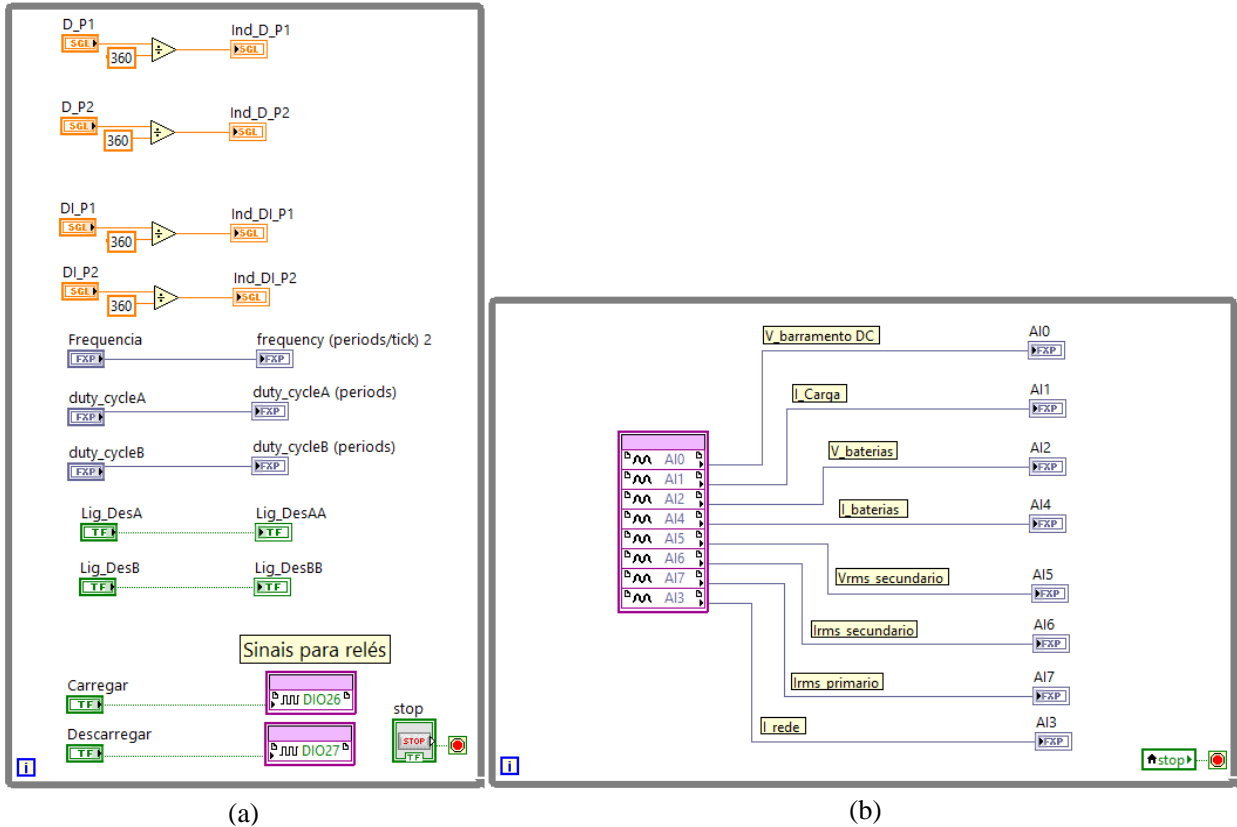 D_P1
Ind_D_P1
SGL
SGL
360
D_P2
Ind_D_P2
SGL
SGL
360
DI_P1
Ind_DI_P1
SGL
SGL
360
DI_P2
Ind_DI_P2
SGL
SGL
360
Frequencia
frequency (periods/tick) 2
FXP
FXP
duty_cycleA
duty_cycleA (periods)
FXP
FXP
duty_cycleB
duty_cycleB (periods)
FXP
FXP
Lig_DesA
Lig_DesAA
TF
TF
Lig_DesB
Lig_DesBB
TF
TF
Sinais para relés
Carregar
TF
DIO26
Descarregar
TF
DIO27
stop
STOP
TF
i
(a)
V_barramento DC
AI0
FXP
I_Carga
AI1
FXP
V_baterias
AI2
FXP
I_baterias
AI4
FXP
Vrms_secundario
AI5
FXP
Irms_secundario
AI6
FXP
Irms_primario
AI7
FXP
I_rede
AI3
FXP
AI0
AI1
AI2
AI4
AI5
AI6
AI7
AI3
i
stop
(b)